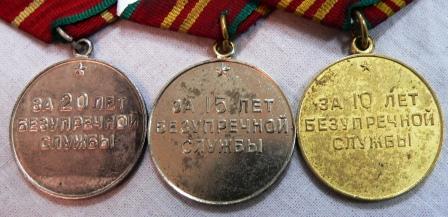 ЗА 20 ЛЕТ
БЕЗУПРЕЧНОЙ
СЛУЖБЫ
ЗА 15 ЛЕТ
БЕЗУПРЕЧНОЙ
СЛУЖБЫ
ЗА 10 ЛЕТ
БЕЗУПРЕЧНОЙ
СЛУЖБЫ